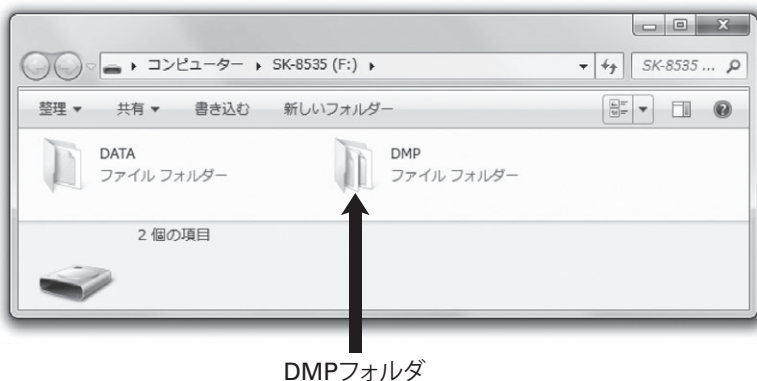 コンピューター ▸ SK-8535 (F:) ▸ SK-8535 ...
整理 ▼ 共有 ▼ 書き込む 新しいフォルダー
DATA
ファイル フォルダー
DMP
ファイル フォルダー
2 個の項目
DMPフォルダ